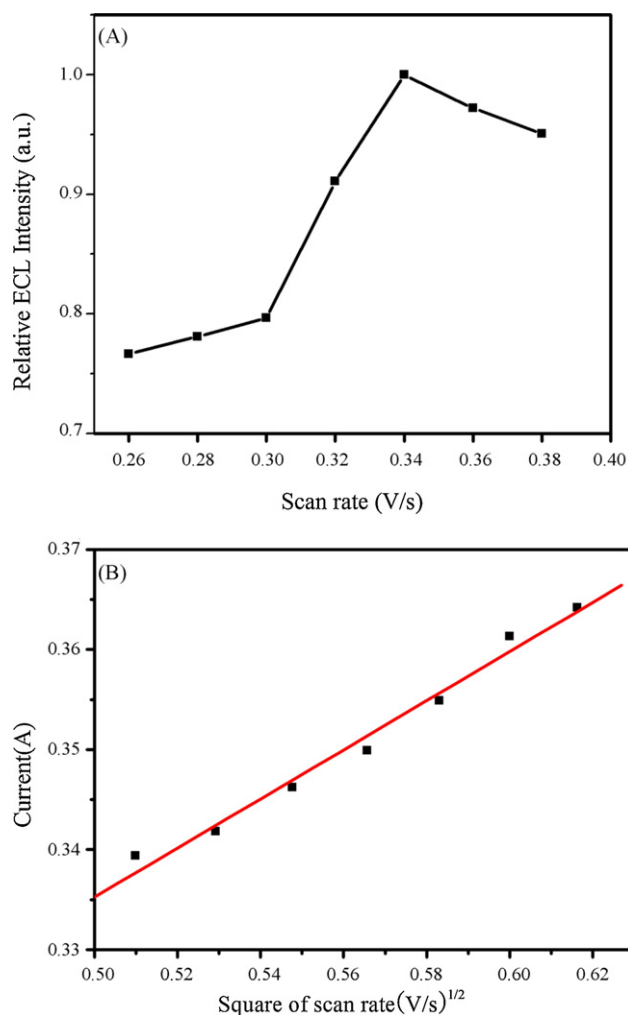 (A)
1.0
0.9
0.8
0.7
Relative ECL Intensity (a.u.)
0.26 0.28 0.30 0.32 0.34 0.36 0.38 0.40
Scan rate (V/s)
(B)
0.37
0.36
0.35
0.34
0.33
Current(A)
0.50 0.52 0.54 0.56 0.58 0.60 0.62
Square of scan rate(V/s)^1/2